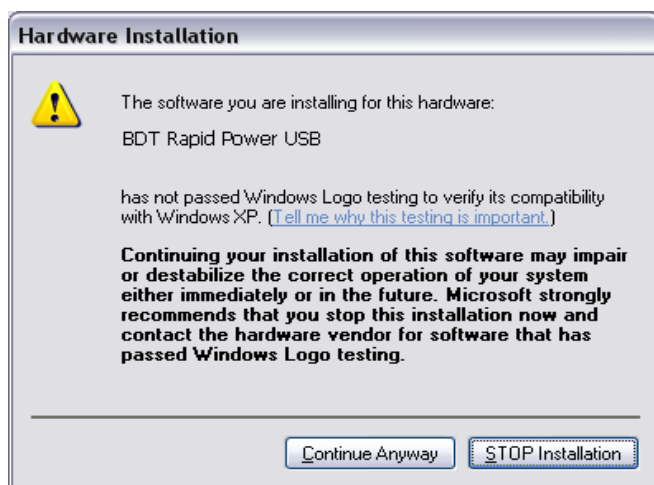 Hardware Installation
The software you are installing for this hardware:
BDT Rapid Power USB
has not passed Windows Logo testing to verify its compatibility
with Windows XP. (Tell me why this testing is important.)
Continuing your installation of this software may impair
or destabilize the correct operation of your system
either immediately or in the future. Microsoft strongly
recommends that you stop this installation now and
contact the hardware vendor for software that has
passed Windows Logo testing.
Continue Anyway
STOP Installation